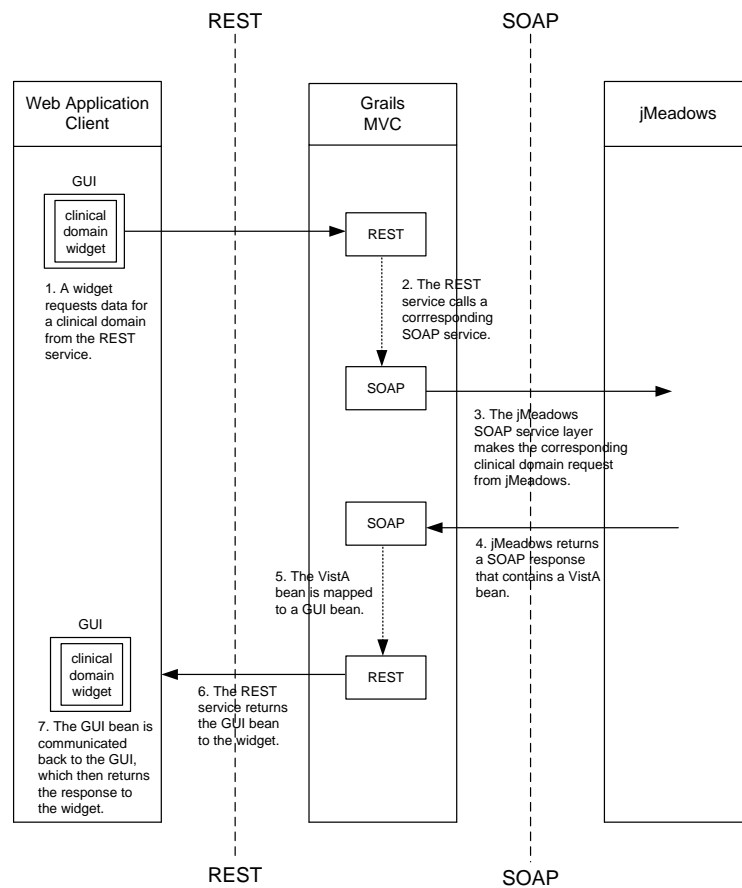 REST
SOAP
Web Application
Client
Grails
MVC
jMeadows
GUI
clinical
domain
widget
REST
1. A widget
requests data for
a clinical domain
from the REST
service.
2. The REST
service calls a
corrresponding
SOAP service.
SOAP
3. The jMeadows
SOAP service layer
makes the corresponding
clinical domain request
from jMeadows.
SOAP
4. jMeadows returns
a SOAP response
that contains a VistA
bean.
5. The VistA
bean is mapped
to a GUI bean.
GUI
clinical
domain
widget
REST
6. The REST
service returns
the GUI bean
to the widget.
7. The GUI bean is
communicated
back to the GUI,
which then returns
the response to
the widget.
REST
SOAP